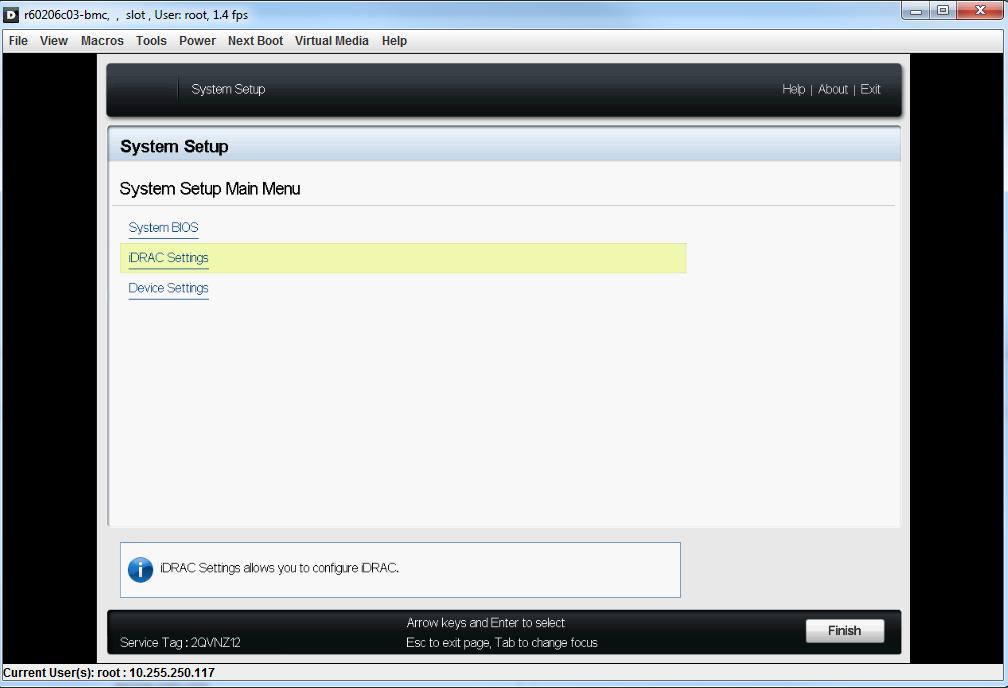 r60206c03-bmc, , slot , User: root, 1.4 fps
File View Macros Tools Power Next Boot Virtual Media Help
System Setup Help | About | Exit
System Setup
System Setup Main Menu
System BIOS
iDRAC Settings
Device Settings
iDRAC Settings allows you to configure iDRAC.
Arrow keys and Enter to select
Service Tag : 2QVNZ12 Esc to exit page, Tab to change focus
Finish
Current User(s): root : 10.255.250.117